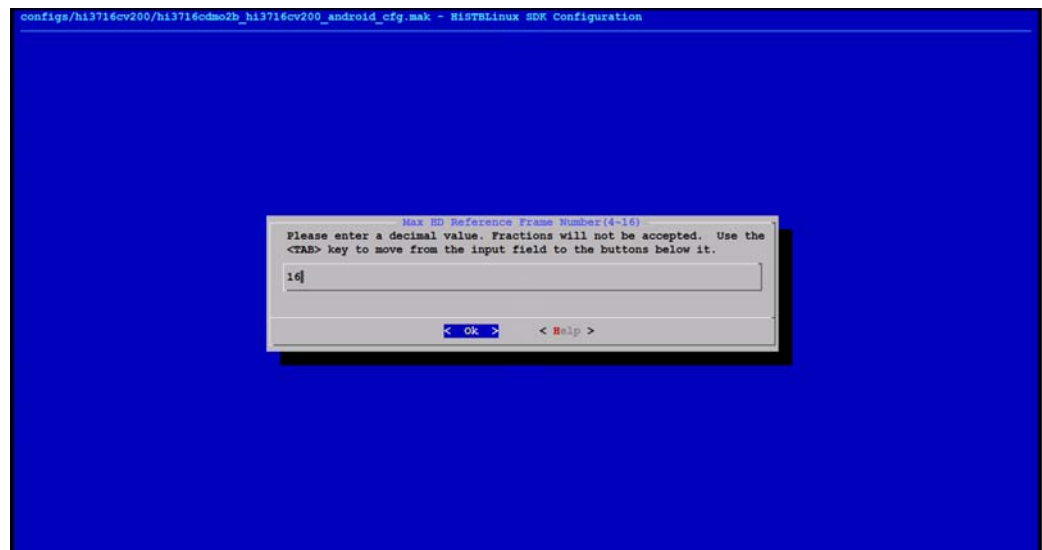 configs/hi3716cv200/hi3716cdmo2b_hi3716cv200_android_cfg.mak - HiSTBLinux SDK Configuration
Max HD Reference Frame Number(4~16)
Please enter a decimal value. Fractions will not be accepted. Use the
<TAB> key to move from the input field to the buttons below it.
16
< Ok > < Help >